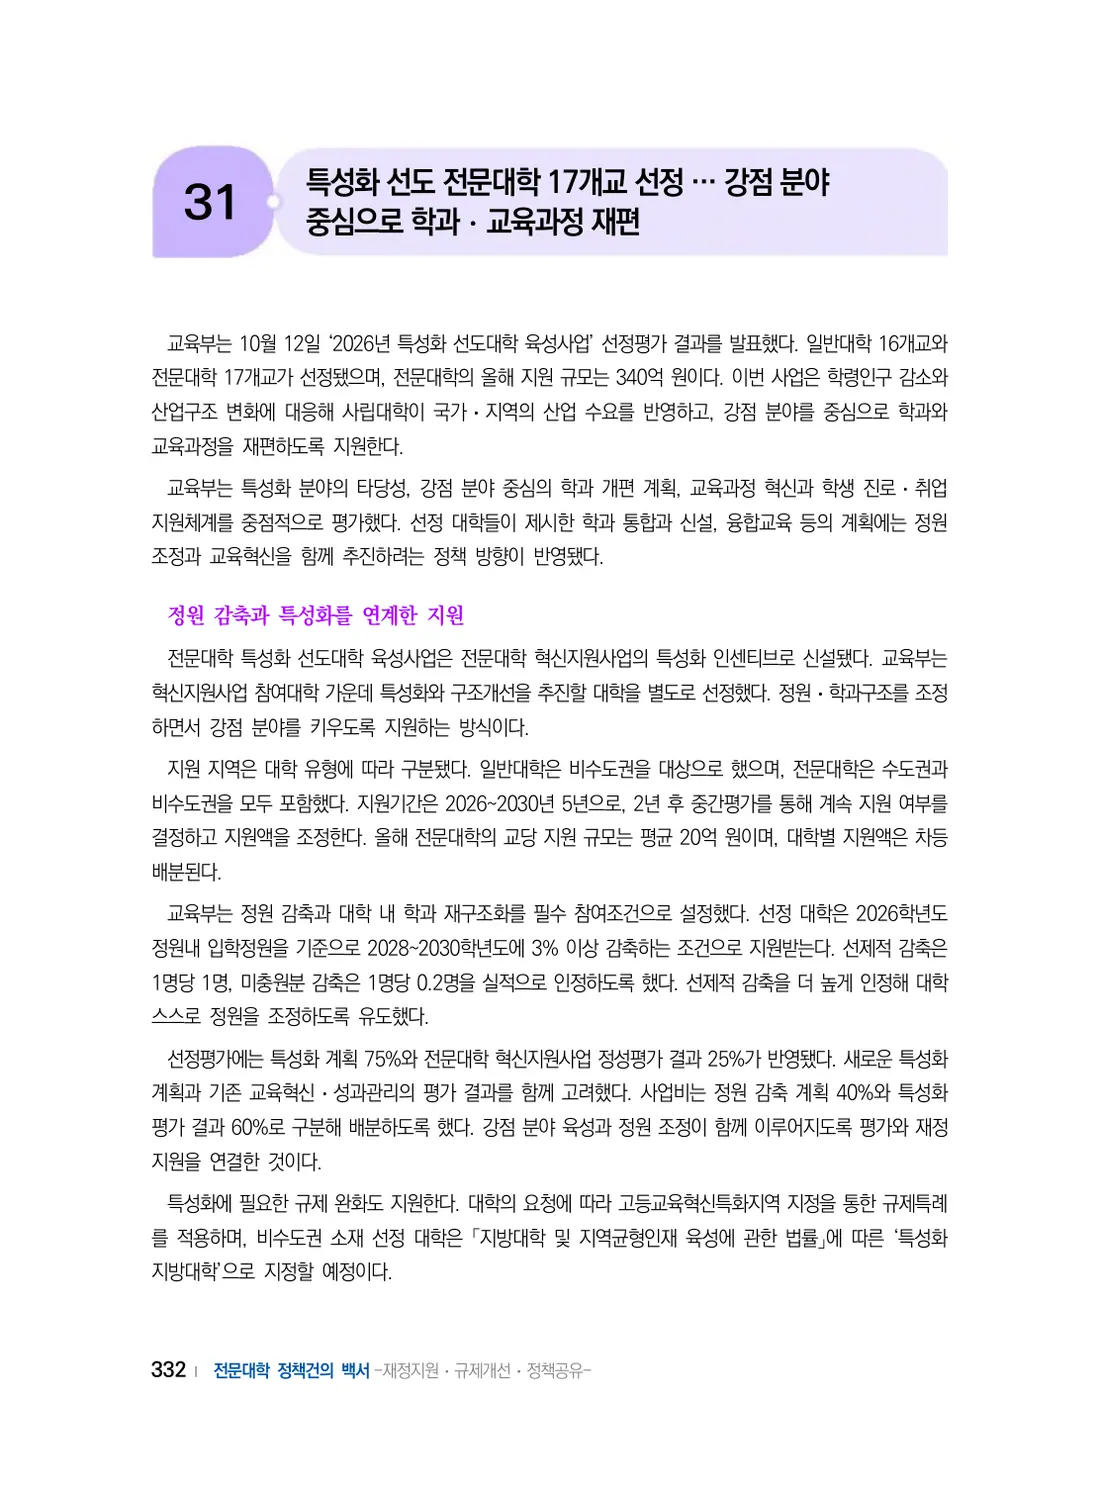 31
특성화 선도 전문대학 17개교 선정 … 강점 분야
중심으로 학과 · 교육과정 재편
교육부는 10월 12일 ‘2026년 특성화 선도대학 육성사업’ 선정평가 결과를 발표했다. 일반대학 16개교와
전문대학 17개교가 선정됐으며, 전문대학의 올해 지원 규모는 340억 원이다. 이번 사업은 학령인구 감소와
산업구조 변화에 대응해 사립대학이 국가·지역의 산업 수요를 반영하고, 강점 분야를 중심으로 학과와
교육과정을 재편하도록 지원한다.
교육부는 특성화 분야의 타당성, 강점 분야 중심의 학과 개편 계획, 교육과정 혁신과 학생 진로·취업
지원체계를 중점적으로 평가했다. 선정 대학들이 제시한 학과 통합과 신설, 융합교육 등의 계획에는 정원
조정과 교육혁신을 함께 추진하려는 정책 방향이 반영됐다.
정원 감축과 특성화를 연계한 지원
전문대학 특성화 선도대학 육성사업은 전문대학 혁신지원사업의 특성화 인센티브로 신설됐다. 교육부는
혁신지원사업 참여대학 가운데 특성화와 구조개선을 추진할 대학을 별도로 선정했다. 정원·학과구조를 조정
하면서 강점 분야를 키우도록 지원하는 방식이다.
지원 지역은 대학 유형에 따라 구분됐다. 일반대학은 비수도권을 대상으로 했으며, 전문대학은 수도권과
비수도권을 모두 포함했다. 지원기간은 2026~2030년 5년으로, 2년 후 중간평가를 통해 계속 지원 여부를
결정하고 지원액을 조정한다. 올해 전문대학의 교당 지원 규모는 평균 20억 원이며, 대학별 지원액은 차등
배분된다.
교육부는 정원 감축과 대학 내 학과 재구조화를 필수 참여조건으로 설정했다. 선정 대학은 2026학년도
정원내 입학정원을 기준으로 2028~2030학년도에 3% 이상 감축하는 조건으로 지원받는다. 선제적 감축은
1명당 1명, 미충원분 감축은 1명당 0.2명을 실적으로 인정하도록 했다. 선제적 감축을 더 높게 인정해 대학
스스로 정원을 조정하도록 유도했다.
선정평가에는 특성화 계획 75%와 전문대학 혁신지원사업 정성평가 결과 25%가 반영됐다. 새로운 특성화
계획과 기존 교육혁신·성과관리의 평가 결과를 함께 고려했다. 사업비는 정원 감축 계획 40%와 특성화
평가 결과 60%로 구분해 배분하도록 했다. 강점 분야 육성과 정원 조정이 함께 이루어지도록 평가와 재정
지원을 연결한 것이다.
특성화에 필요한 규제 완화도 지원한다. 대학의 요청에 따라 고등교육혁신특화지역 지정을 통한 규제특례
를 적용하며, 비수도권 소재 선정 대학은 「지방대학 및 지역균형인재 육성에 관한 법률」에 따른 ‘특성화
지방대학’으로 지정할 예정이다.
332 | 전문대학 정책건의 백서 -재정지원·규제개선·정책공유-